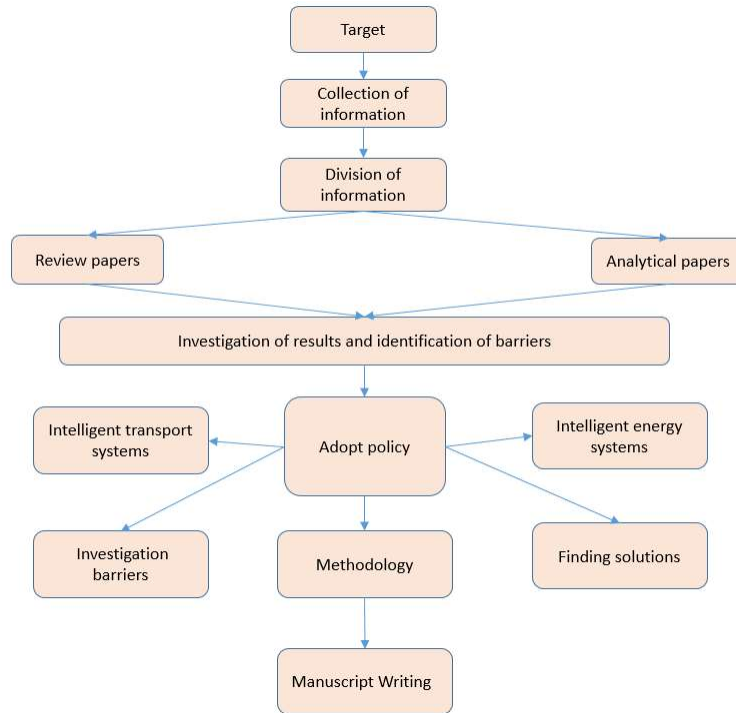 Target
Collection of
information
Division of
information
Review papers
Analytical papers
Investigation of results and identification of barriers
Intelligent transport
systems
Adopt policy
Intelligent energy
systems
Investigation
barriers
Methodology
Finding solutions
Manuscript Writing